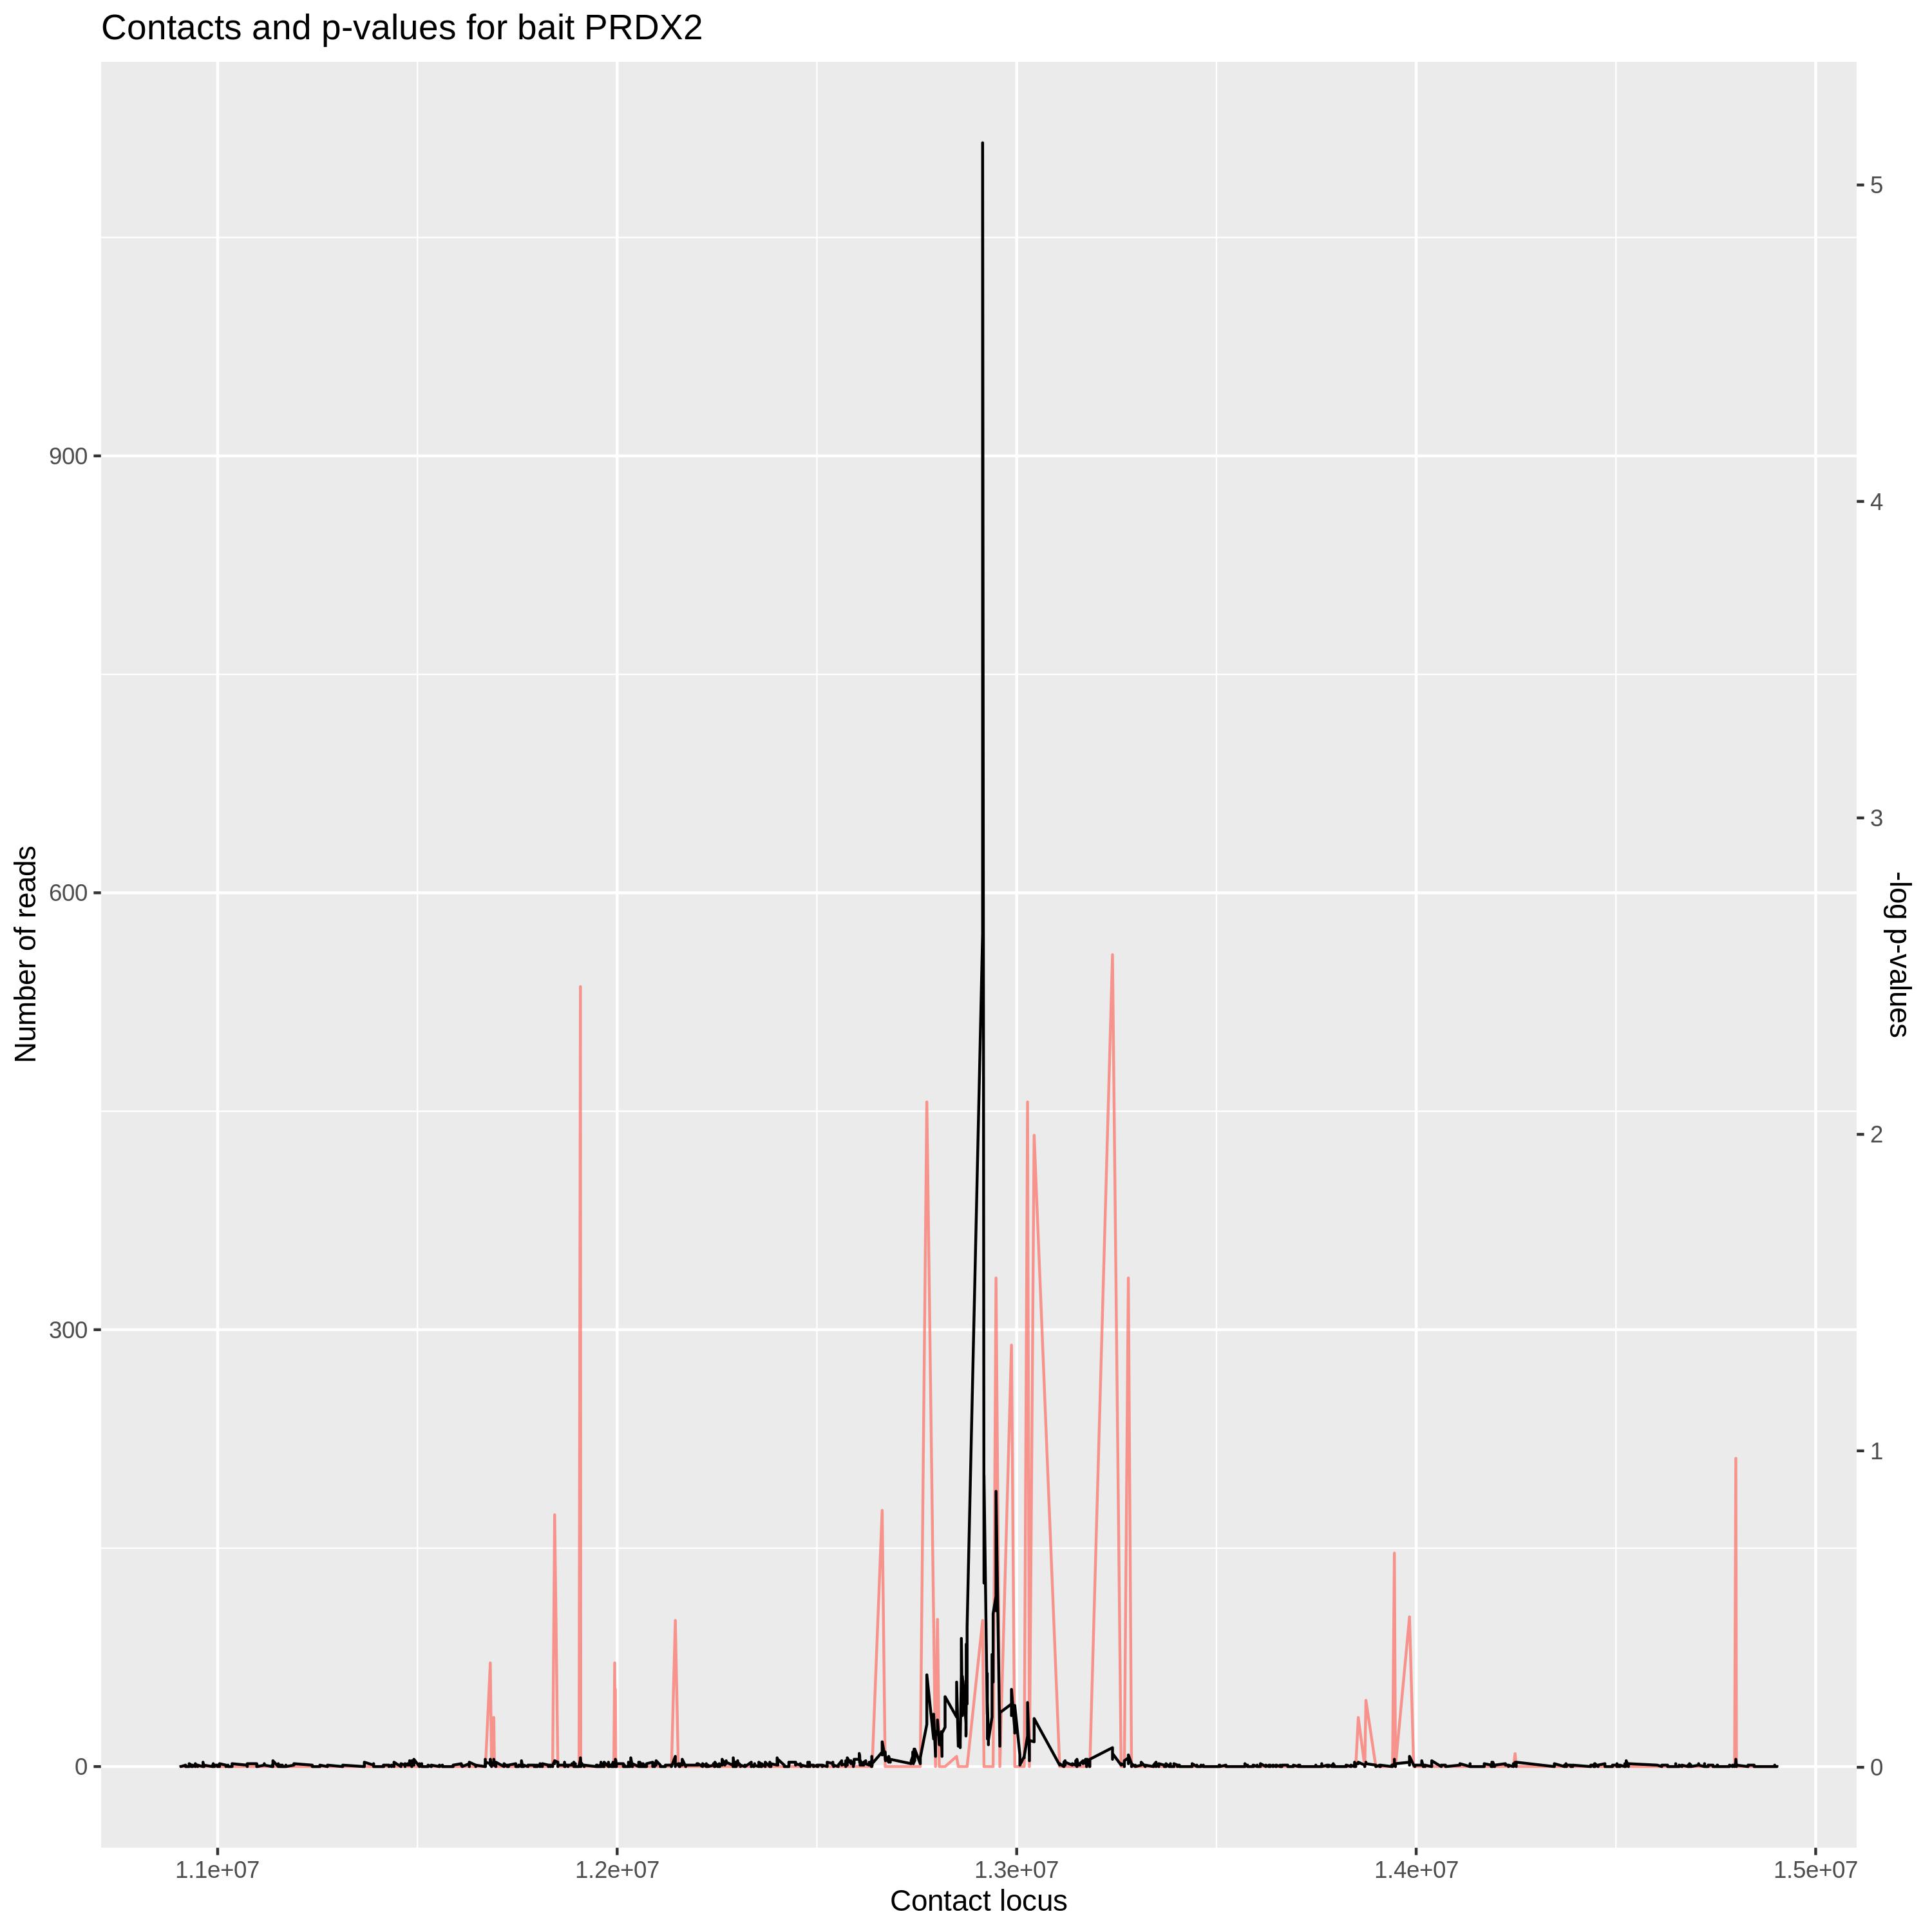 Contacts and p-values for bait PRDX2
Number of reads
900
600
300
0
5
4
3
2
1
0
-log p-values
1.1e+07 1.2e+07 1.3e+07 1.4e+07 1.5e+07
Contact locus